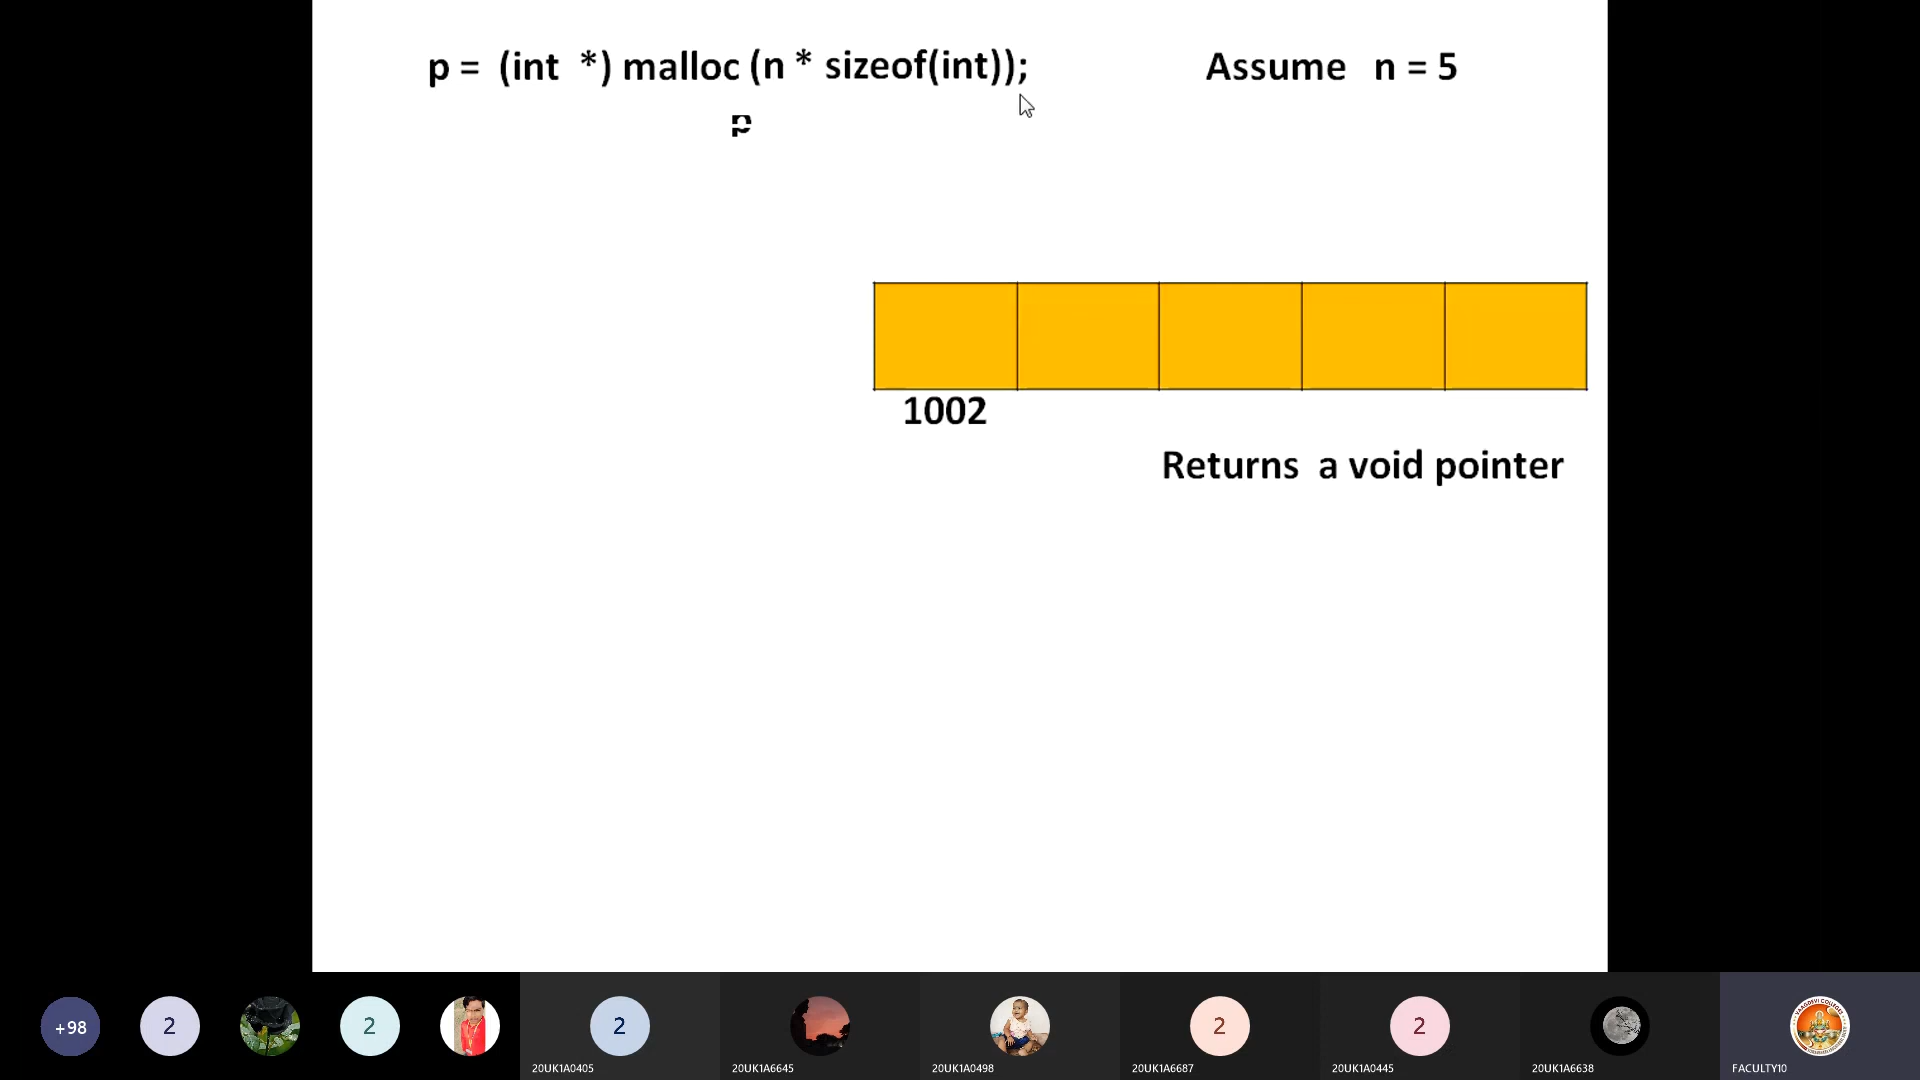 p = (int *) malloc (n * sizeof(int)); Assume n = 5
p
1002
Returns a void pointer
+98
2
2
2
2
2
20UK1A0405
20UK1A6645
20UK1A0498
20UK1A6687
20UK1A0445
20UK1A6638
FACULTY10